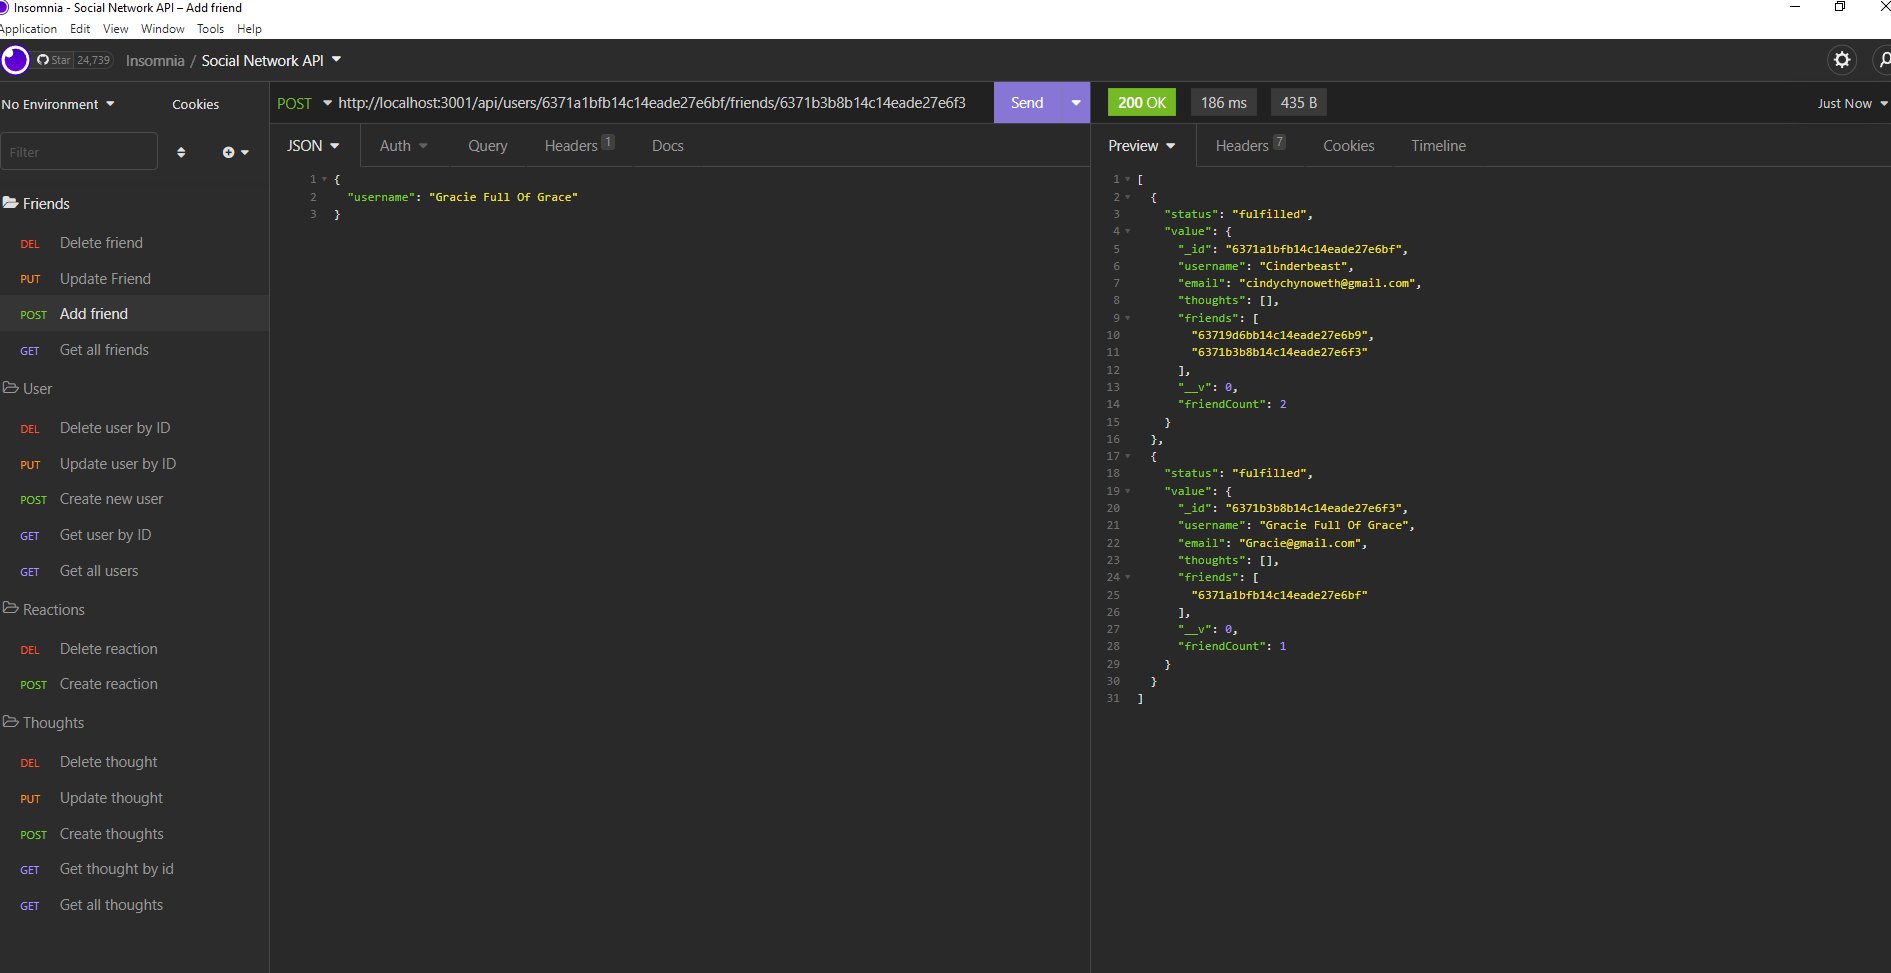 Insomnia - Social Network API – Add friend
Application Edit View Window Tools Help
Star 24,739 Insomnia / Social Network API
No Environment Cookies
Filter
Friends
DEL Delete friend
PUT Update Friend
POST Add friend
GET Get all friends
User
DEL Delete user by ID
PUT Update user by ID
POST Create new user
GET Get user by ID
GET Get all users
Reactions
DEL Delete reaction
POST Create reaction
Thoughts
DEL Delete thought
PUT Update thought
POST Create thoughts
GET Get thought by id
GET Get all thoughts
POST http://localhost:3001/api/users/6371a1bfb14c14eade27e6bf/friends/6371b3b8b14c14eade27e6f3 Send
JSON Auth Query Headers 1 Docs
1 {
2 "username": "Gracie Full Of Grace"
3 }
200 OK 186 ms 435 B Just Now
Preview Headers 7 Cookies Timeline
1 [
2 {
3 "status": "fulfilled",
4 "value": {
5 "_id": "6371a1bfb14c14eade27e6bf",
6 "username": "Cinderbeast",
7 "email": "cindychynoweth@gmail.com",
8 "thoughts": [],
9 "friends": [
10 "63719d6bb14c14eade27e6b9",
11 "6371b3b8b14c14eade27e6f3"
12 ],
13 "__v": 0,
14 "friendCount": 2
15 }
16 },
17 {
18 "status": "fulfilled",
19 "value": {
20 "_id": "6371b3b8b14c14eade27e6f3",
21 "username": "Gracie Full Of Grace",
22 "email": "Gracie@gmail.com",
23 "thoughts": [],
24 "friends": [
25 "6371a1bfb14c14eade27e6bf"
26 ],
27 "__v": 0,
28 "friendCount": 1
29 }
30 }
31 ]